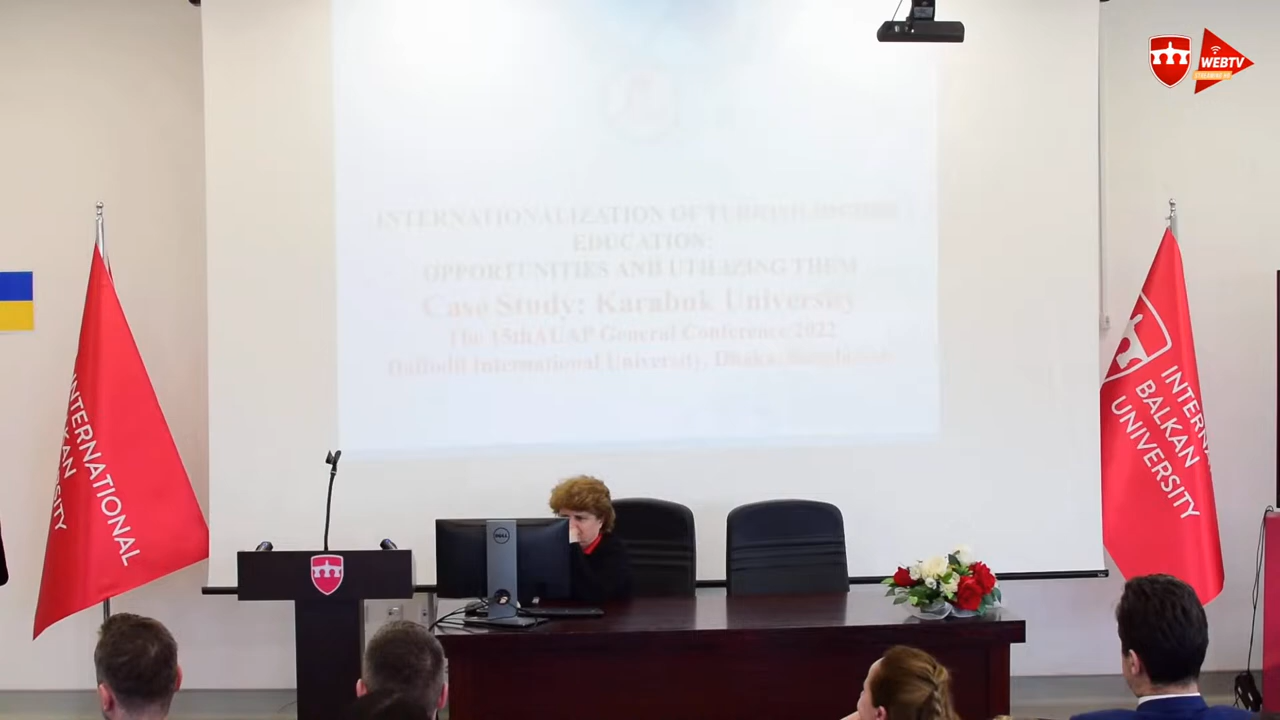 WEBTV
INTERNATIONALIZATION OF TURKISH HIGHER
EDUCATION:
OPPORTUNITIES AND UTILIZING THEM
Case Study: Karabuk University
The 15thAUAP General Conference 2022
Daffodil International University, Dhaka,
INTERNATIONAL
BALKAN
UNIVERSITY
DELL